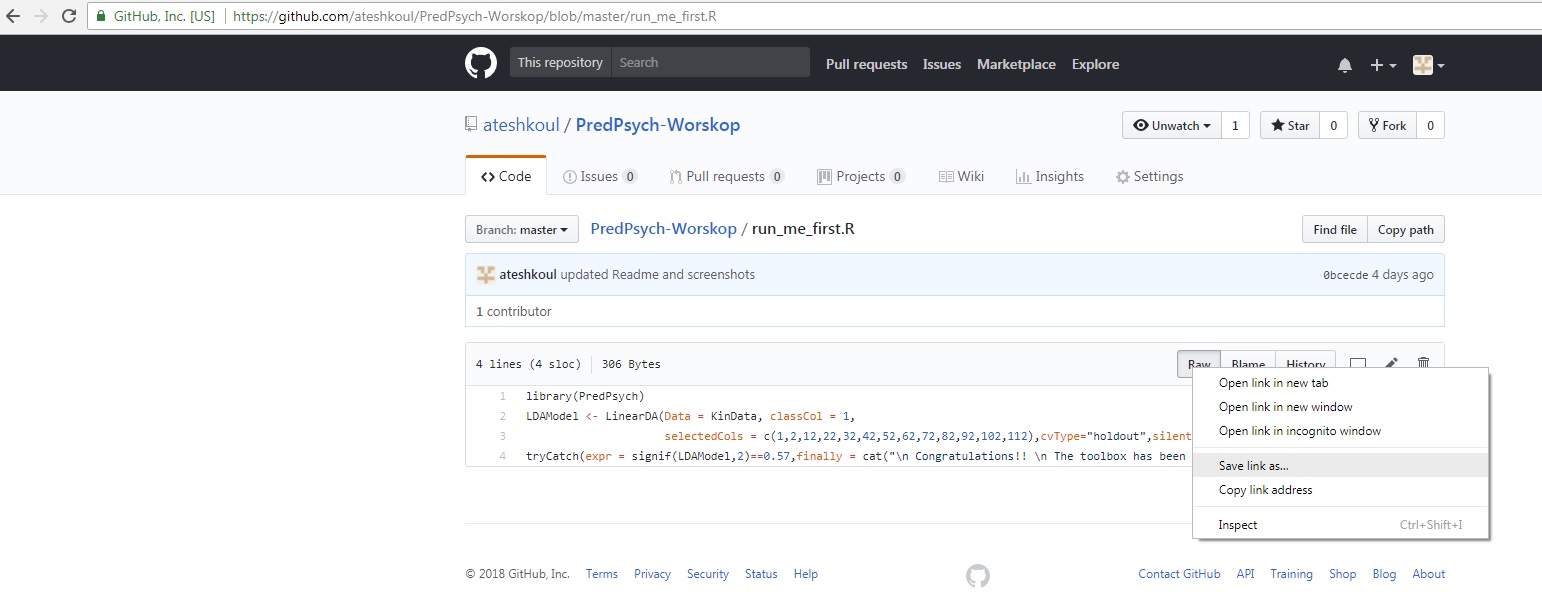 GitHub, Inc. [US] https://github.com/ateshkoul/PredPsych-Worskop/blob/master/run_me_first.R
This repository Search Pull requests Issues Marketplace Explore
ateshkoul / PredPsych-Worskop Unwatch 1 Star 0 Fork 0
Code Issues 0 Pull requests 0 Projects 0 Wiki Insights Settings
Branch: master PredPsych-Worskop / run_me_first.R Find file Copy path
ateshkoul updated Readme and screenshots 0bcecde 4 days ago
1 contributor
4 lines (4 sloc) 306 Bytes Raw Blame History
1 library(PredPsych)
2 LDAModel <- LinearDA(Data = KinData, classCol = 1,
3 selectedCols = c(1,2,12,22,32,42,52,62,72,82,92,102,112),cvType="holdout",silent
4 tryCatch(expr = signif(LDAModel,2)==0.57,finally = cat("\n Congratulations!! \n The toolbox has been
Open link in new tab
Open link in new window
Open link in incognito window
Save link as...
Copy link address
Inspect Ctrl+Shift+I
© 2018 GitHub, Inc. Terms Privacy Security Status Help Contact GitHub API Training Shop Blog About